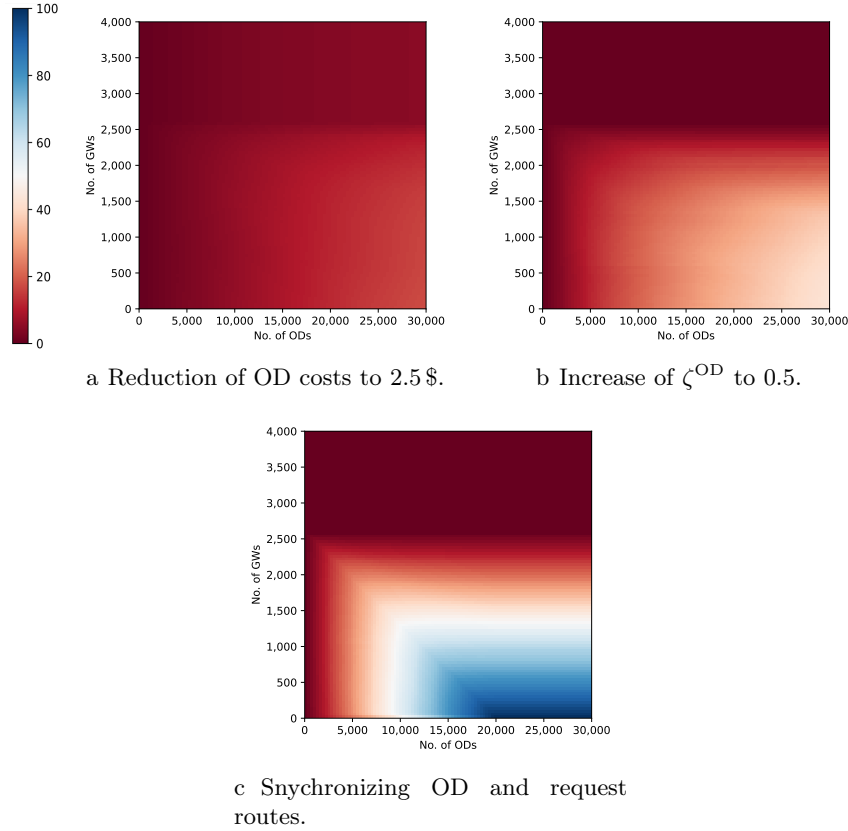 100
80
60
40
20
0
4,000
3,500
3,000
2,500
2,000
1,500
1,000
500
0
No. of GWs
0 5,000 10,000 15,000 20,000 25,000 30,000
No. of ODs
a Reduction of OD costs to 2.5 $.
4,000
3,500
3,000
2,500
2,000
1,500
1,000
500
0
No. of GWs
0 5,000 10,000 15,000 20,000 25,000 30,000
No. of ODs
b Increase of ζ^OD to 0.5.
4,000
3,500
3,000
2,500
2,000
1,500
1,000
500
0
No. of GWs
0 5,000 10,000 15,000 20,000 25,000 30,000
No. of ODs
c Snychronizing OD and request
routes.